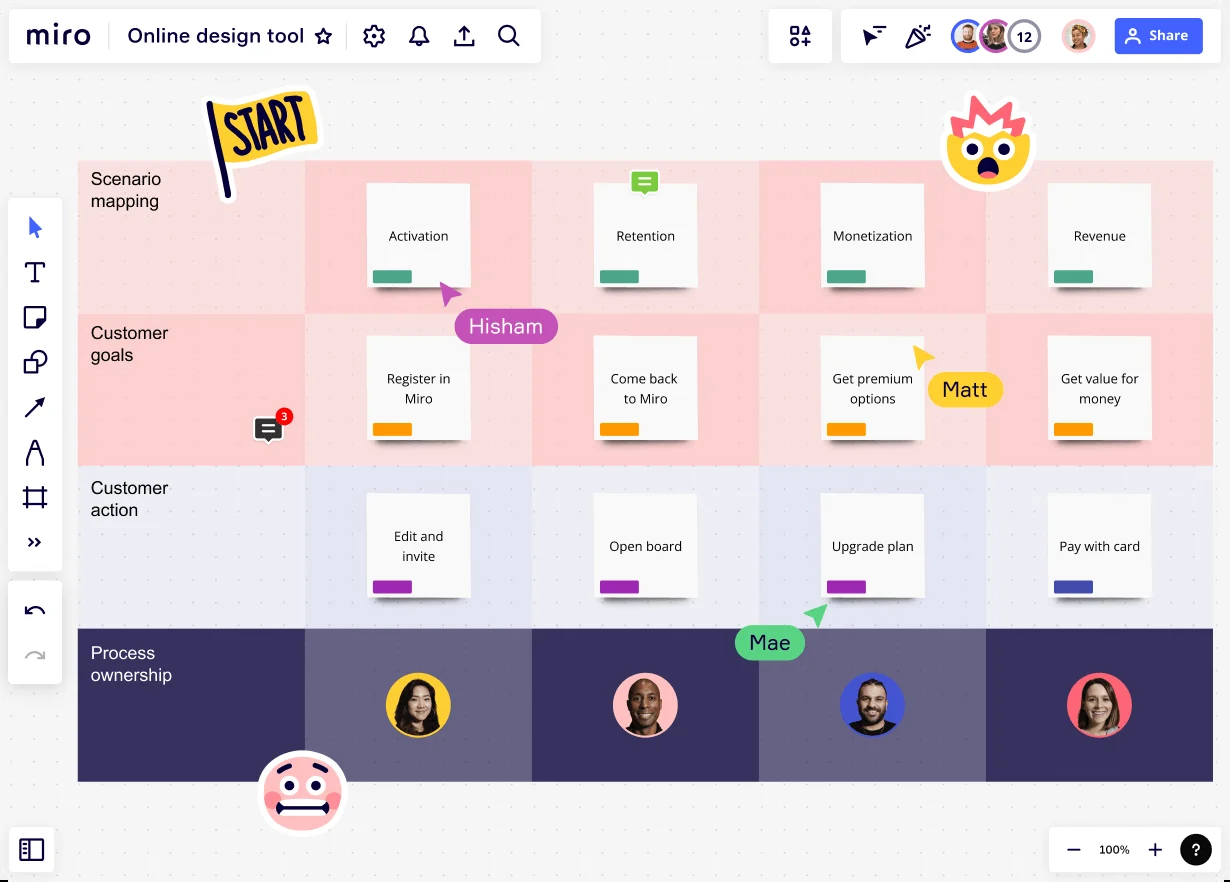 miro
Online design tool
12
Share
START
Scenario
mapping
Activation
Retention
Monetization
Revenue
Hisham
Customer
goals
Register in
Miro
Come back
to Miro
Get premium
options
Matt
Get value for
money
3
Customer
action
Edit and
invite
Open board
Upgrade plan
Pay with card
Mae
Process
ownership
100%
?